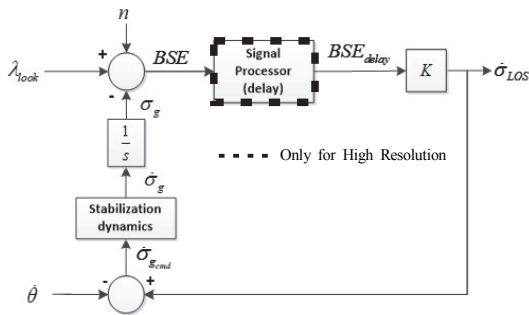 n
+
λ_look
BSE
Signal
Processor
(delay)
BSE_delay
K
σ̇_LOS
-
σ_g
1
s
Only for High Resolution
σ̇_g
Stabilization
dynamics
σ̇_g_cmd
θ̇
-
+